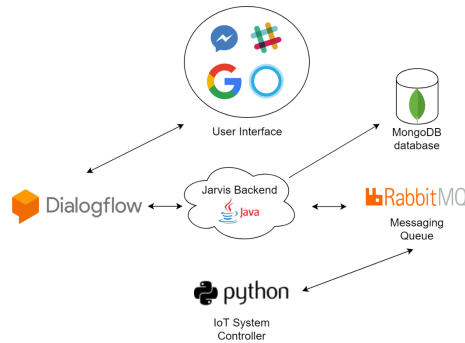 User Interface
MongoDB
database
Jarvis Backend
Java
Dialogflow
RabbitMQ
Messaging
Queue
python
IoT System
Controller